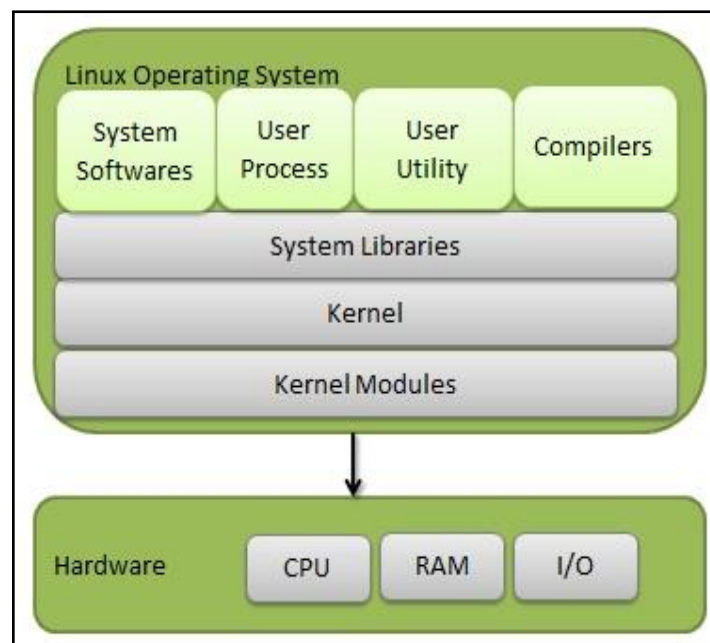 Linux Operating System
System
Softwares
User
Process
User
Utility
Compilers
System Libraries
Kernel
Kernel Modules
Hardware
CPU
RAM
I/O